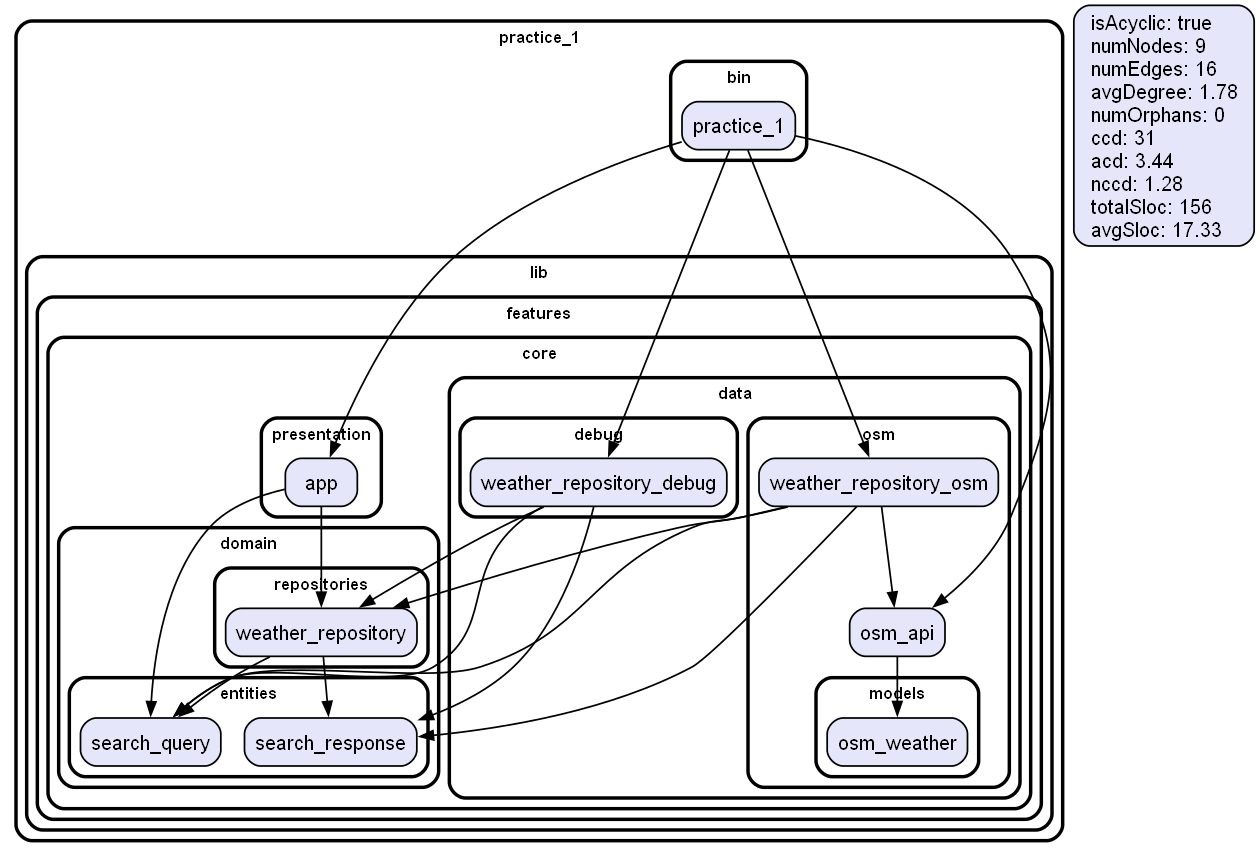 practice_1
isAcyclic: true
numNodes: 9
numEdges: 16
avgDegree: 1.78
numOrphans: 0
ccd: 31
acd: 3.44
nccd: 1.28
totalSloc: 156
avgSloc: 17.33
bin
practice_1
lib
features
core
data
presentation
debug
osm
app
weather_repository_debug
weather_repository_osm
domain
repositories
weather_repository
osm_api
entities
models
search_query
search_response
osm_weather